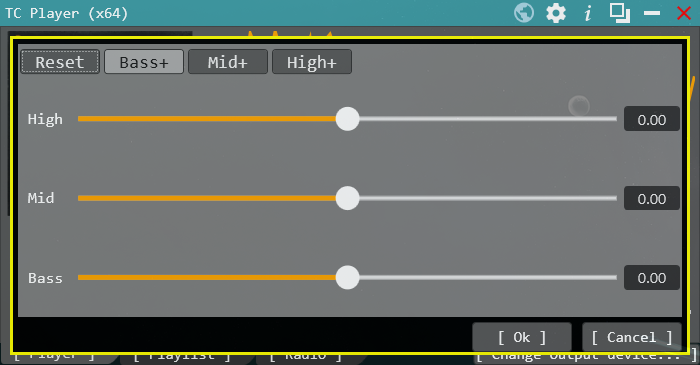 TC Player (x64)
Reset Bass+ Mid+ High+
High 0.00
Mid 0.00
Bass 0.00
[ Ok ] [ Cancel ]
[ Player ] [ Playlist ] [ Radio ] [ Change output device... ]